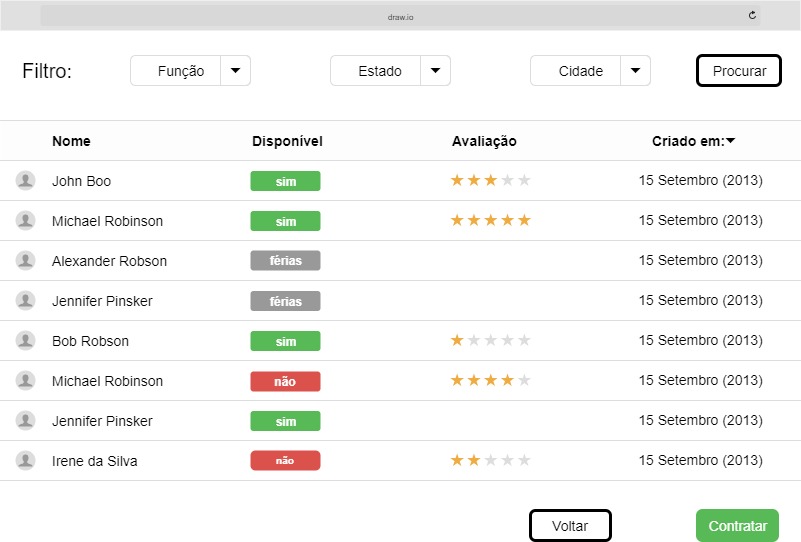 draw.io
Filtro: Função Estado Cidade Procurar
Nome Disponível Avaliação Criado em:
John Boo sim 15 Setembro (2013)
Michael Robinson sim 15 Setembro (2013)
Alexander Robson férias 15 Setembro (2013)
Jennifer Pinsker férias 15 Setembro (2013)
Bob Robson sim 15 Setembro (2013)
Michael Robinson não 15 Setembro (2013)
Jennifer Pinsker sim 15 Setembro (2013)
Irene da Silva não 15 Setembro (2013)
Voltar Contratar